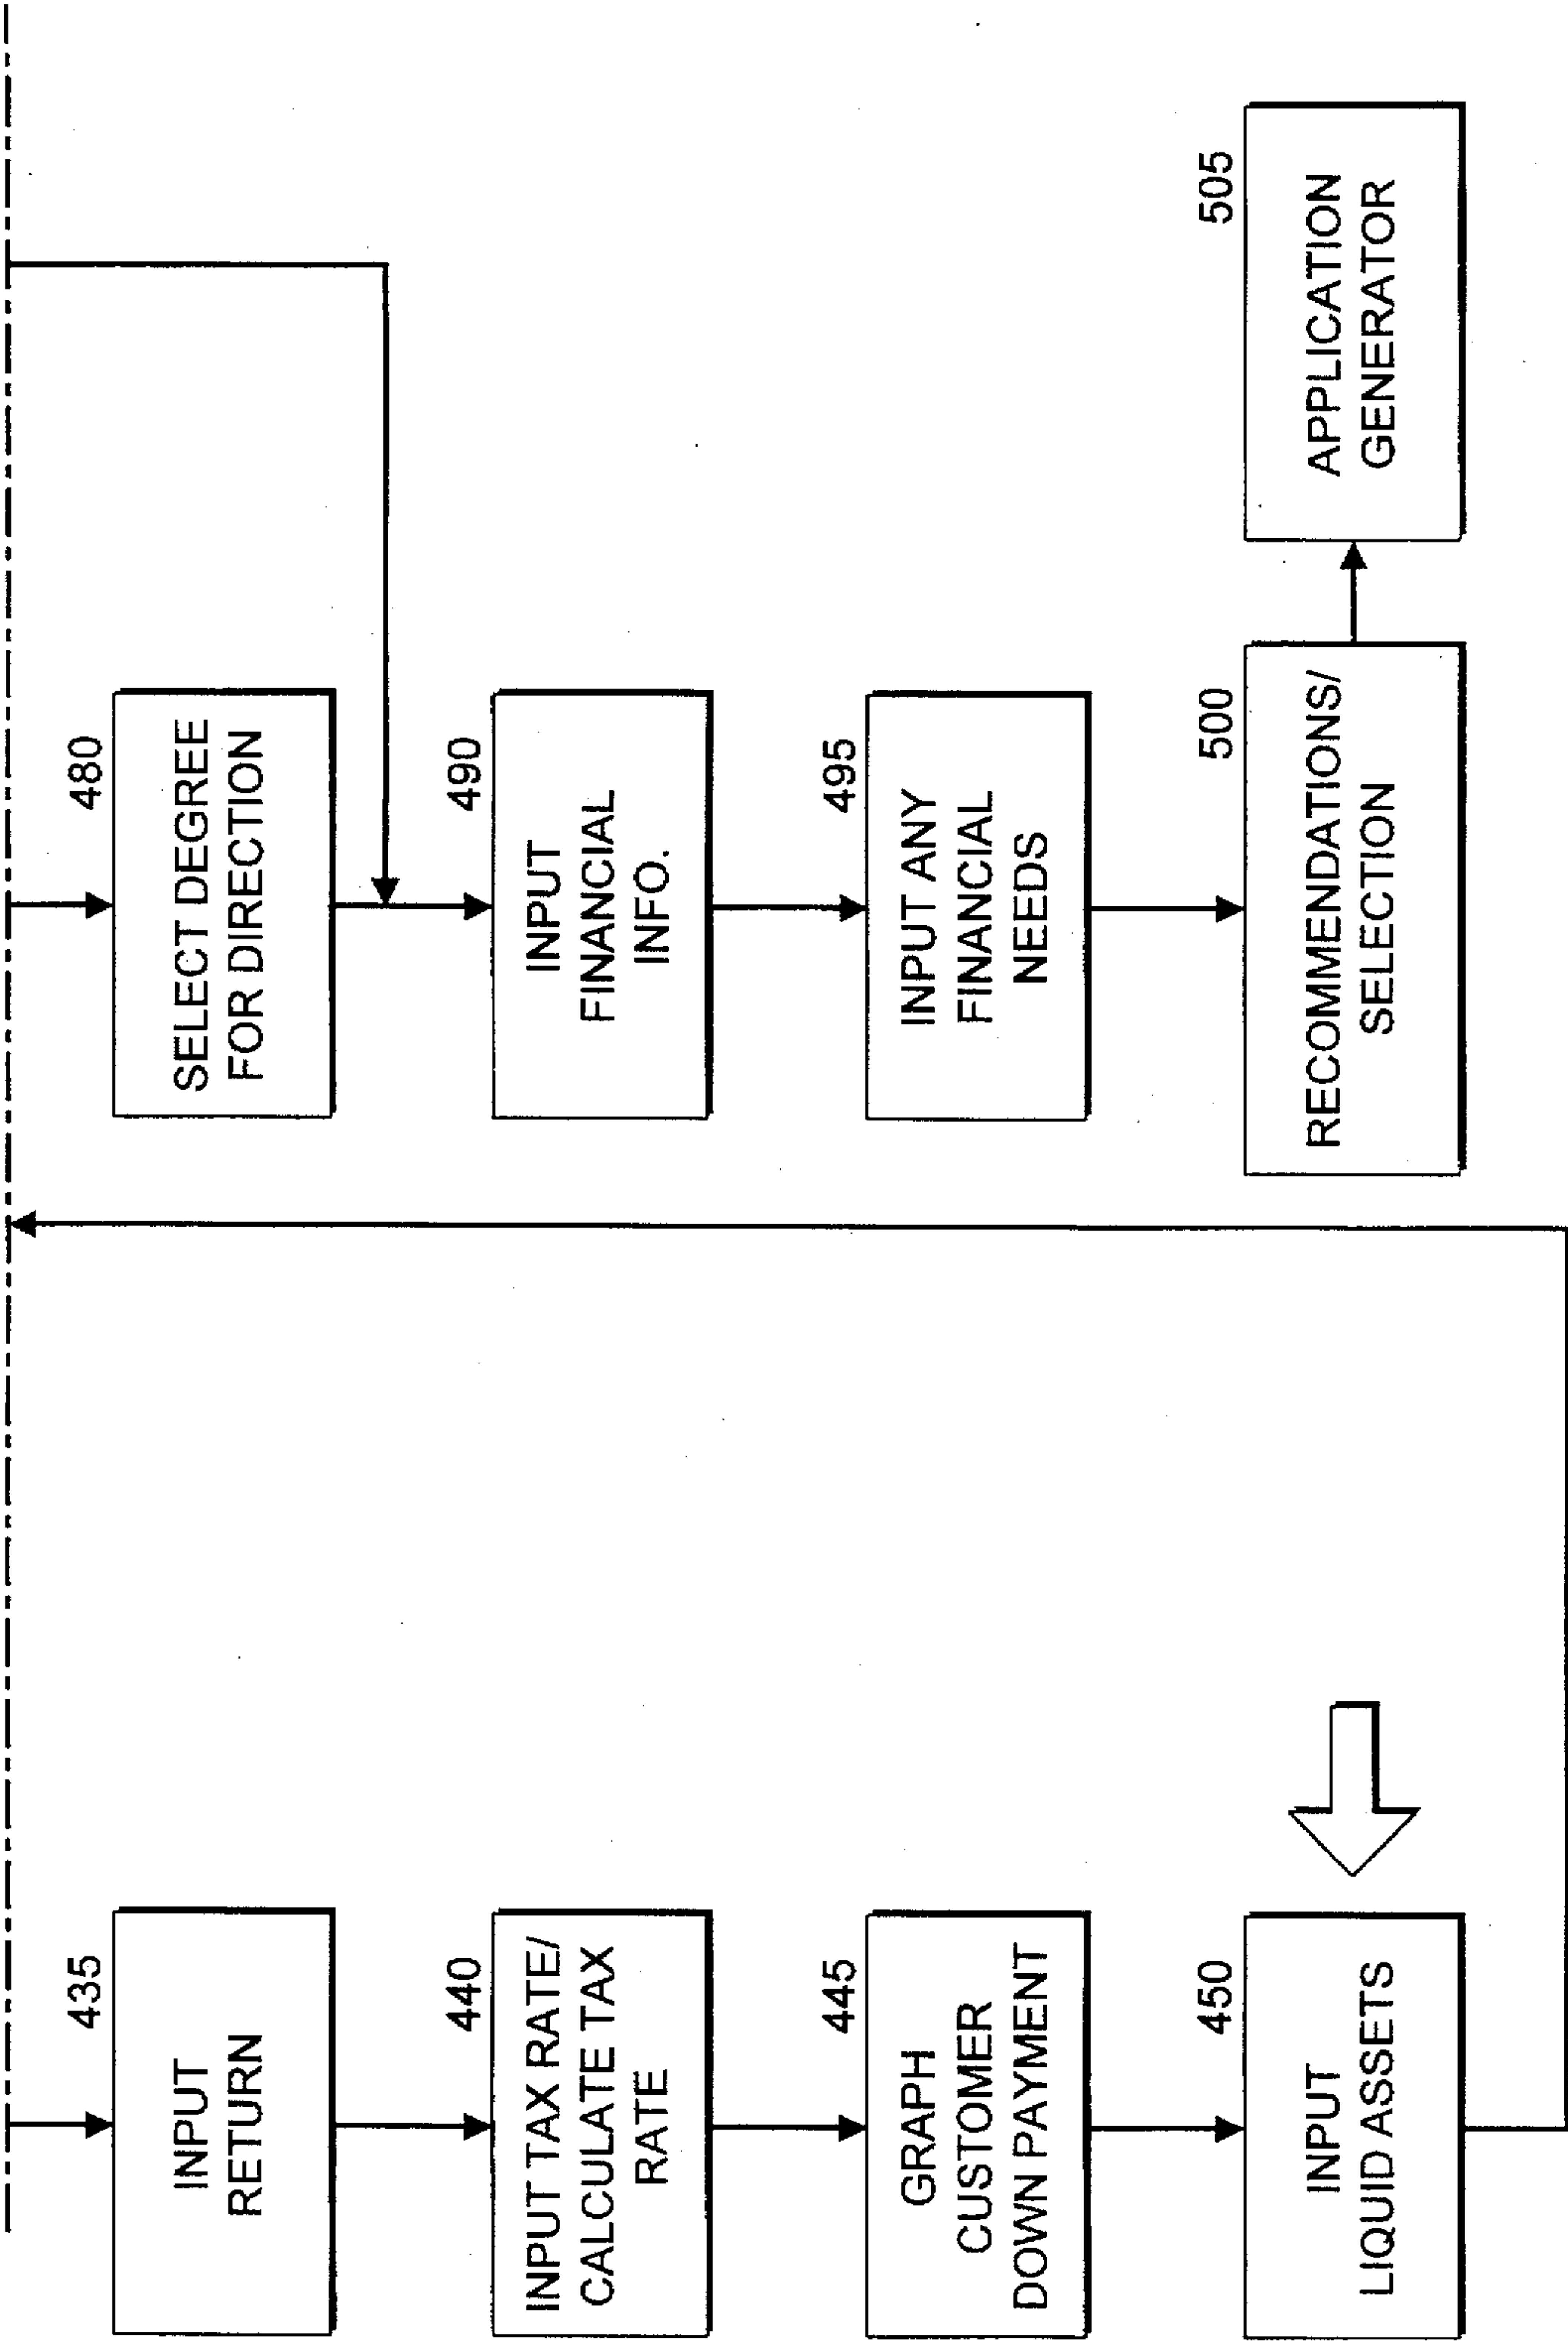 435
INPUT
RETURN
440
INPUT TAX RATE/
CALCULATE TAX
RATE
445
GRAPH
CUSTOMER
DOWN PAYMENT
450
INPUT
LIQUID ASSETS
480
SELECT DEGREE
FOR DIRECTION
490
INPUT
FINANCIAL
INFO.
495
INPUT ANY
FINANCIAL
NEEDS
500
RECOMMENDATIONS/
SELECTION
505
APPLICATION
GENERATOR